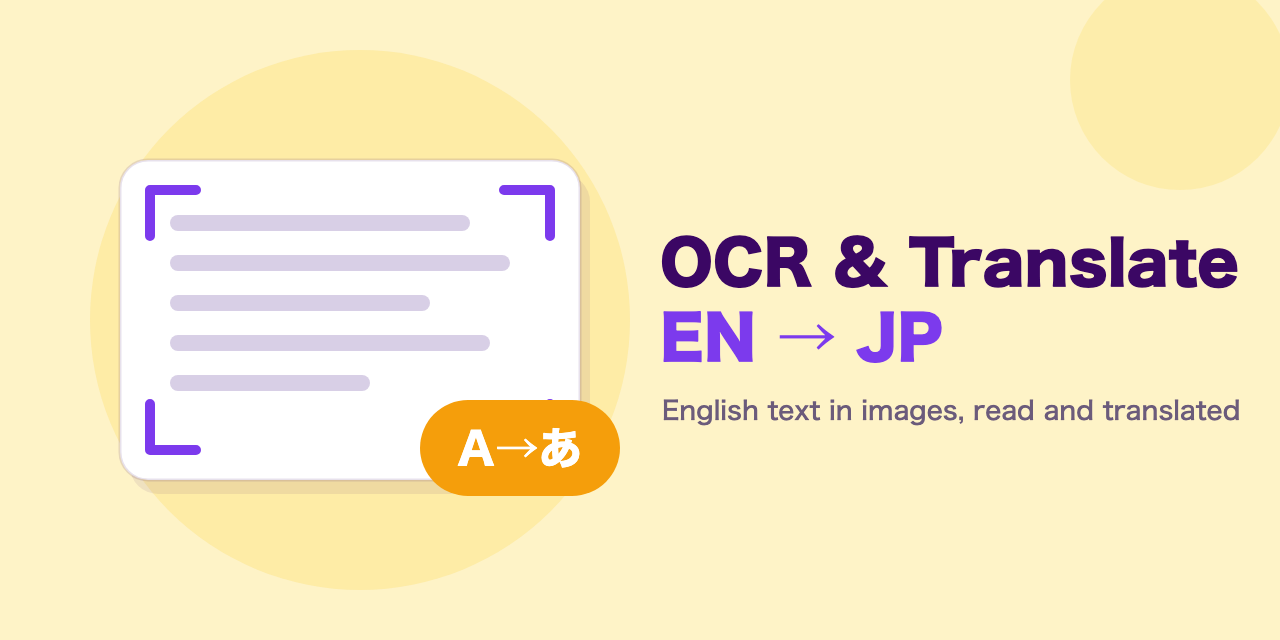 OCR & Translate
EN → JP
English text in images, read and translated
A→あ